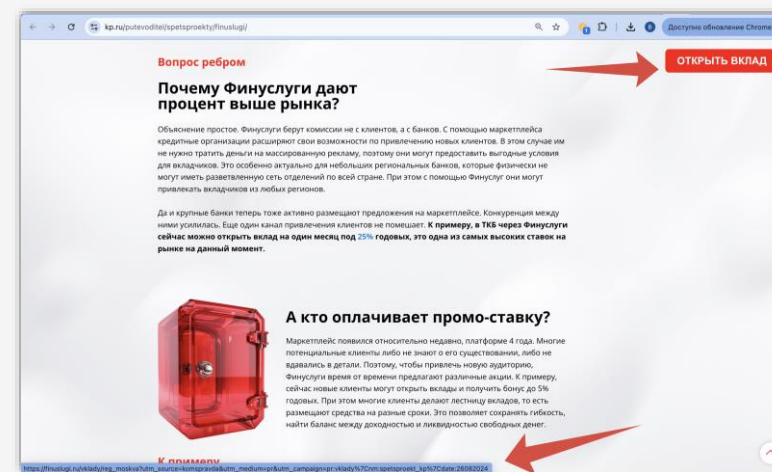 kp.ru/putevoditel/spetsproekty/finuslugi/
Доступно обновление Chrome
ОТКРЫТЬ ВКЛАД
Вопрос ребром
Почему Финуслуги дают
процент выше рынка?
Объяснение простое. Финуслуги берут комиссии не с клиентов, а с банков. С помощью маркетплейса
кредитные организации расширяют свои возможности по привлечению новых клиентов. В этом случае им
не нужно тратить деньги на массированную рекламу, поэтому они могут предоставить выгодные условия
для вкладчиков. Это особенно актуально для небольших региональных банков, которые физически не
могут иметь разветвленную сеть отделений по всей стране. При этом с помощью Финуслуг они могут
привлекать вкладчиков из любых регионов.
Да и крупные банки теперь тоже активно размещают предложения на маркетплейсе. Конкуренция между
ними усилилась. Еще один канал привлечения клиентов не помешает. К примеру, в ТКБ через Финуслуги
сейчас можно открыть вклад на один месяц под 25% годовых, это одна из самых высоких ставок на
рынке на данный момент.
А кто оплачивает промо-ставку?
Маркетплейс появился относительно недавно, платформе 4 года. Многие
потенциальные клиенты либо не знают о его существовании, либо не
вдавались в детали. Поэтому, чтобы привлечь новую аудиторию,
Финуслуги время от времени предлагают различные акции. К примеру,
сейчас новые клиенты могут открыть вклады и получить бонус до 5%
годовых. При этом многие клиенты делают лестницу вкладов, то есть
размещают средства на разные сроки. Это позволяет сохранять гибкость,
найти баланс между доходностью и ликвидностью свободных денег.
К примеру
https://finuslugi.ru/vklady/reg_moskva?utm_source=komspravda&utm_medium=pr&utm_campaign=pr:vklady%7Cnm:spetsproekt_kp%7Cdate:26082024